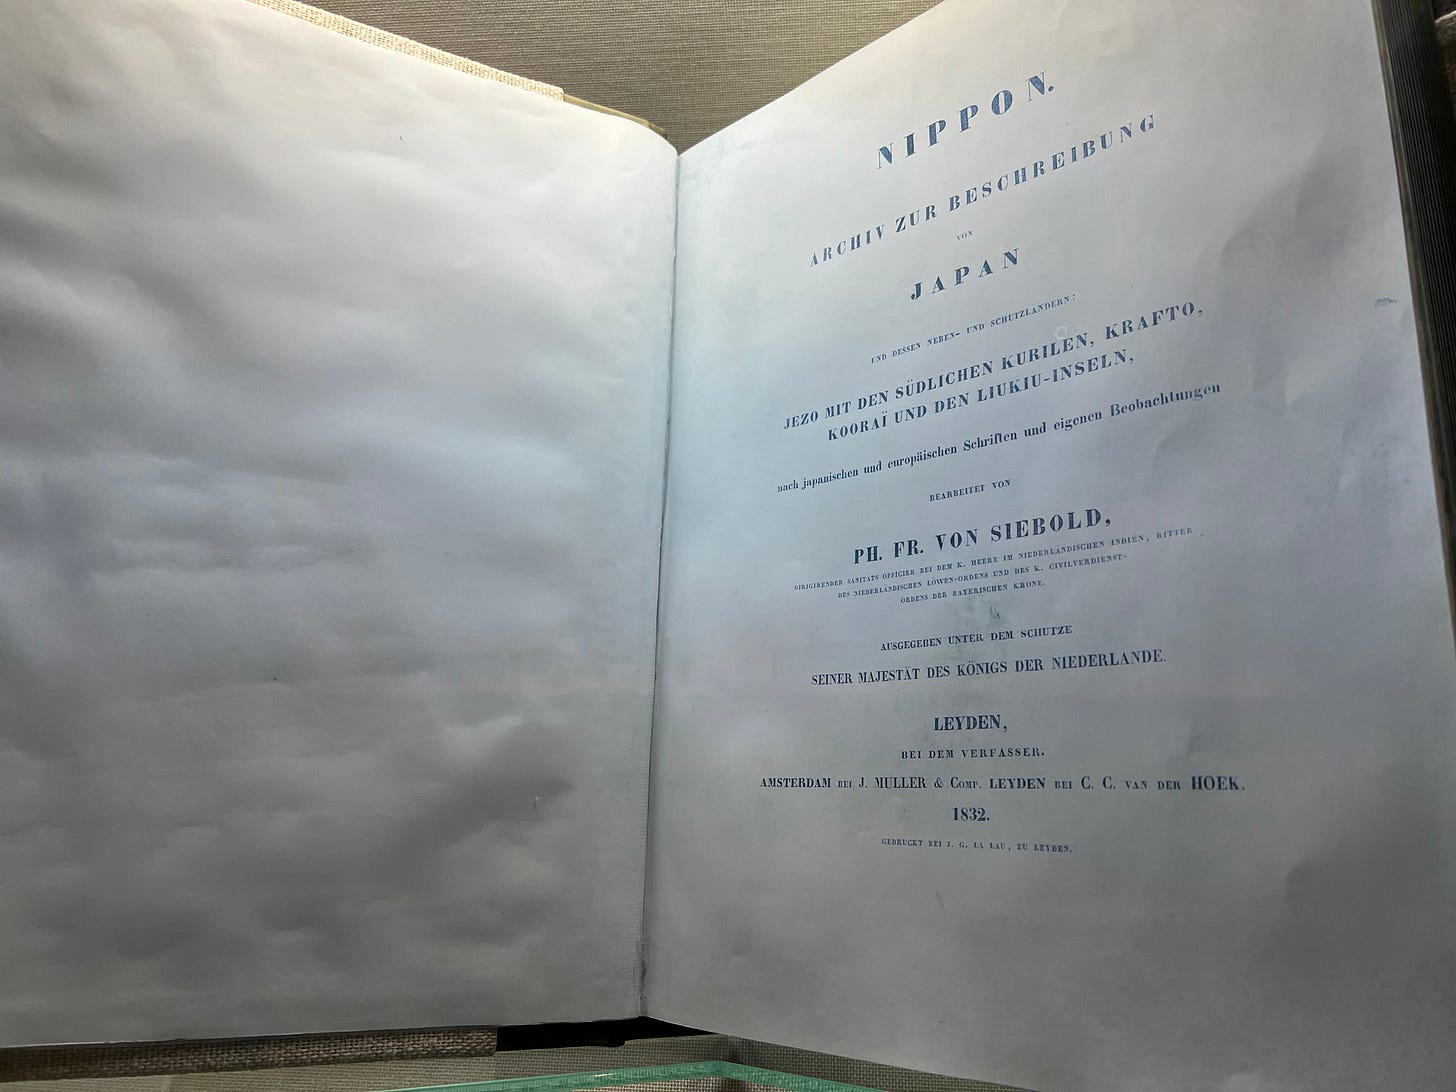 NIPPON.
ARCHIV ZUR BESCHREIBUNG
VON
JAPAN
UND DESSEN NEBEN- UND SCHUTZLÄNDERN:
JEZO MIT DEN SÜDLICHEN KURILEN, KRAFTO,
KOORAÏ UND DEN LIUKIU-INSELN,
nach japanischen und europäischen Schriften und eigenen Beobachtungen
BEARBEITET VON
PH. FR. VON SIEBOLD,
DIRIGIRENDER SANITATS OFFICIER BEI DEM K. HEERE IM NIEDERLÄNDISCHEN INDIEN, RITTER
DES NIEDERLÄNDISCHEN LÖWEN-ORDENS UND DES K. CIVILVERDIENST-
ORDENS DER BAYERISCHEN KRONE.
AUSGEGEBEN UNTER DEM SCHUTZE
SEINER MAJESTÄT DES KÖNIGS DER NIEDERLANDE.
LEYDEN,
BEI DEM VERFASSER.
AMSTERDAM BEI J. MULLER & COMP. LEYDEN BEI C. C. VAN DER HOEK.
1832.
GEDRUCKT BEI J. G. LA LAU, ZU LEYDEN.